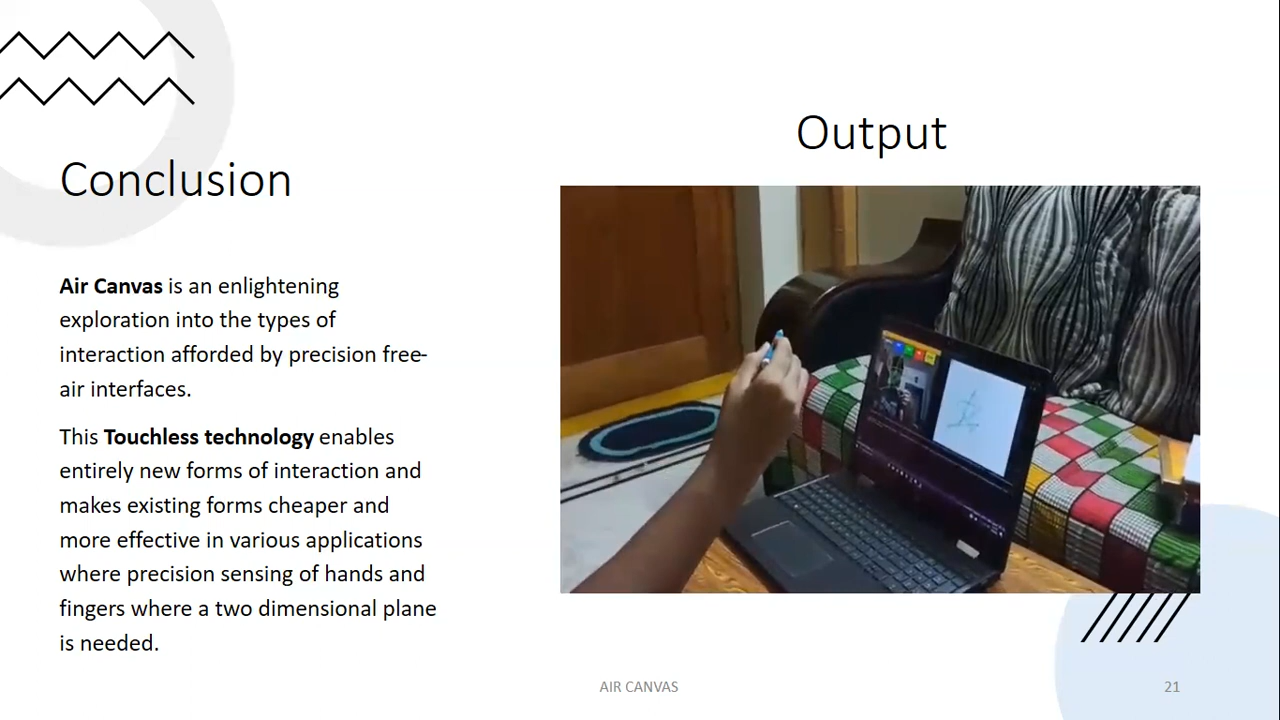 Conclusion
Air Canvas is an enlightening
exploration into the types of
interaction afforded by precision free-
air interfaces.
This Touchless technology enables
entirely new forms of interaction and
makes existing forms cheaper and
more effective in various applications
where precision sensing of hands and
fingers where a two dimensional plane
is needed.
Output
AIR CANVAS
21